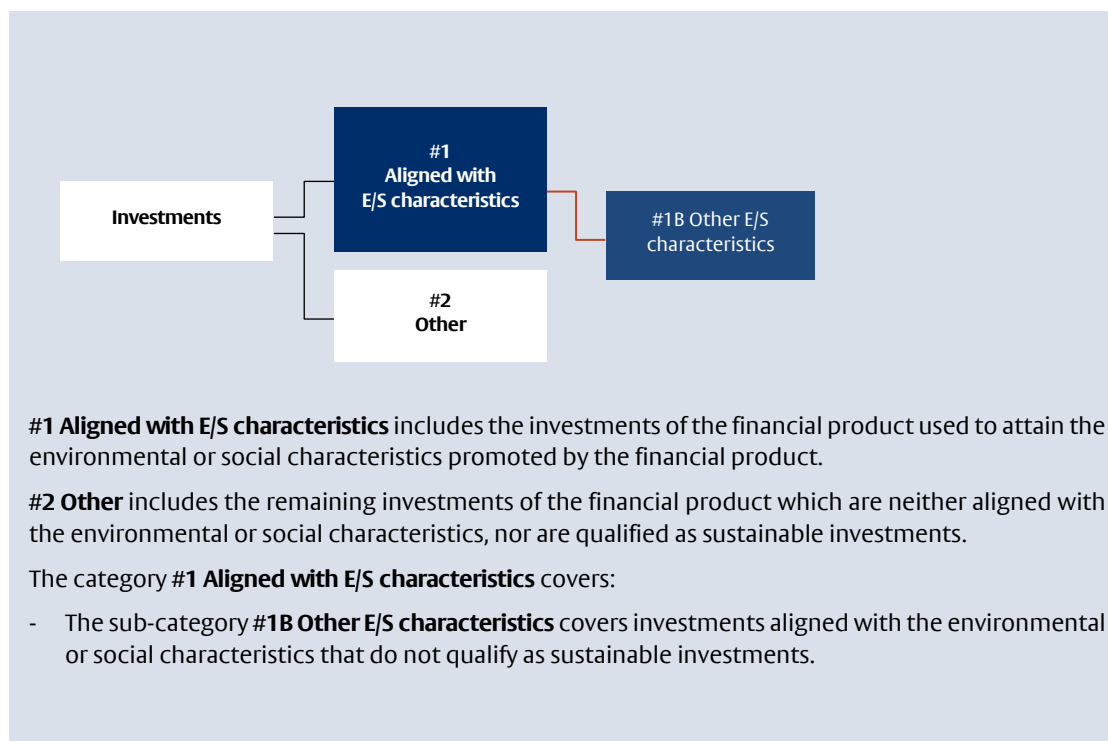 #1
Aligned with
E/S characteristics
Investments
#1B Other E/S
characteristics
#2
Other
#1 Aligned with E/S characteristics includes the investments of the financial product used to attain the
environmental or social characteristics promoted by the financial product.
#2 Other includes the remaining investments of the financial product which are neither aligned with
the environmental or social characteristics, nor are qualified as sustainable investments.
The category #1 Aligned with E/S characteristics covers:
- The sub-category #1B Other E/S characteristics covers investments aligned with the environmental
or social characteristics that do not qualify as sustainable investments.